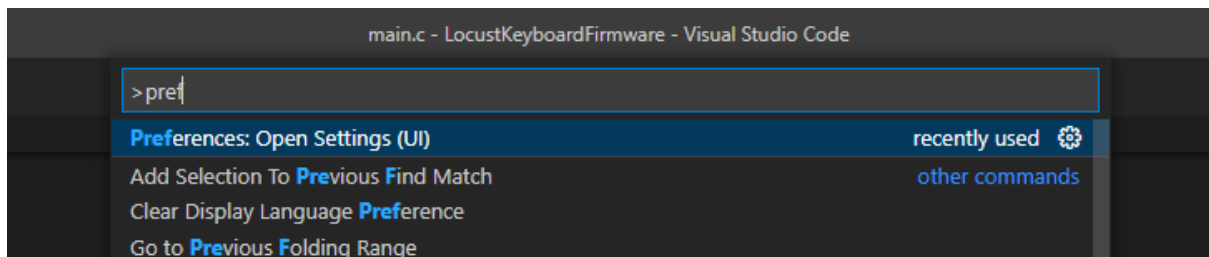 main.c - LocustKeyboardFirmware - Visual Studio Code
>pref
Preferences: Open Settings (UI) recently used
Add Selection To Previous Find Match other commands
Clear Display Language Preference
Go to Previous Folding Range